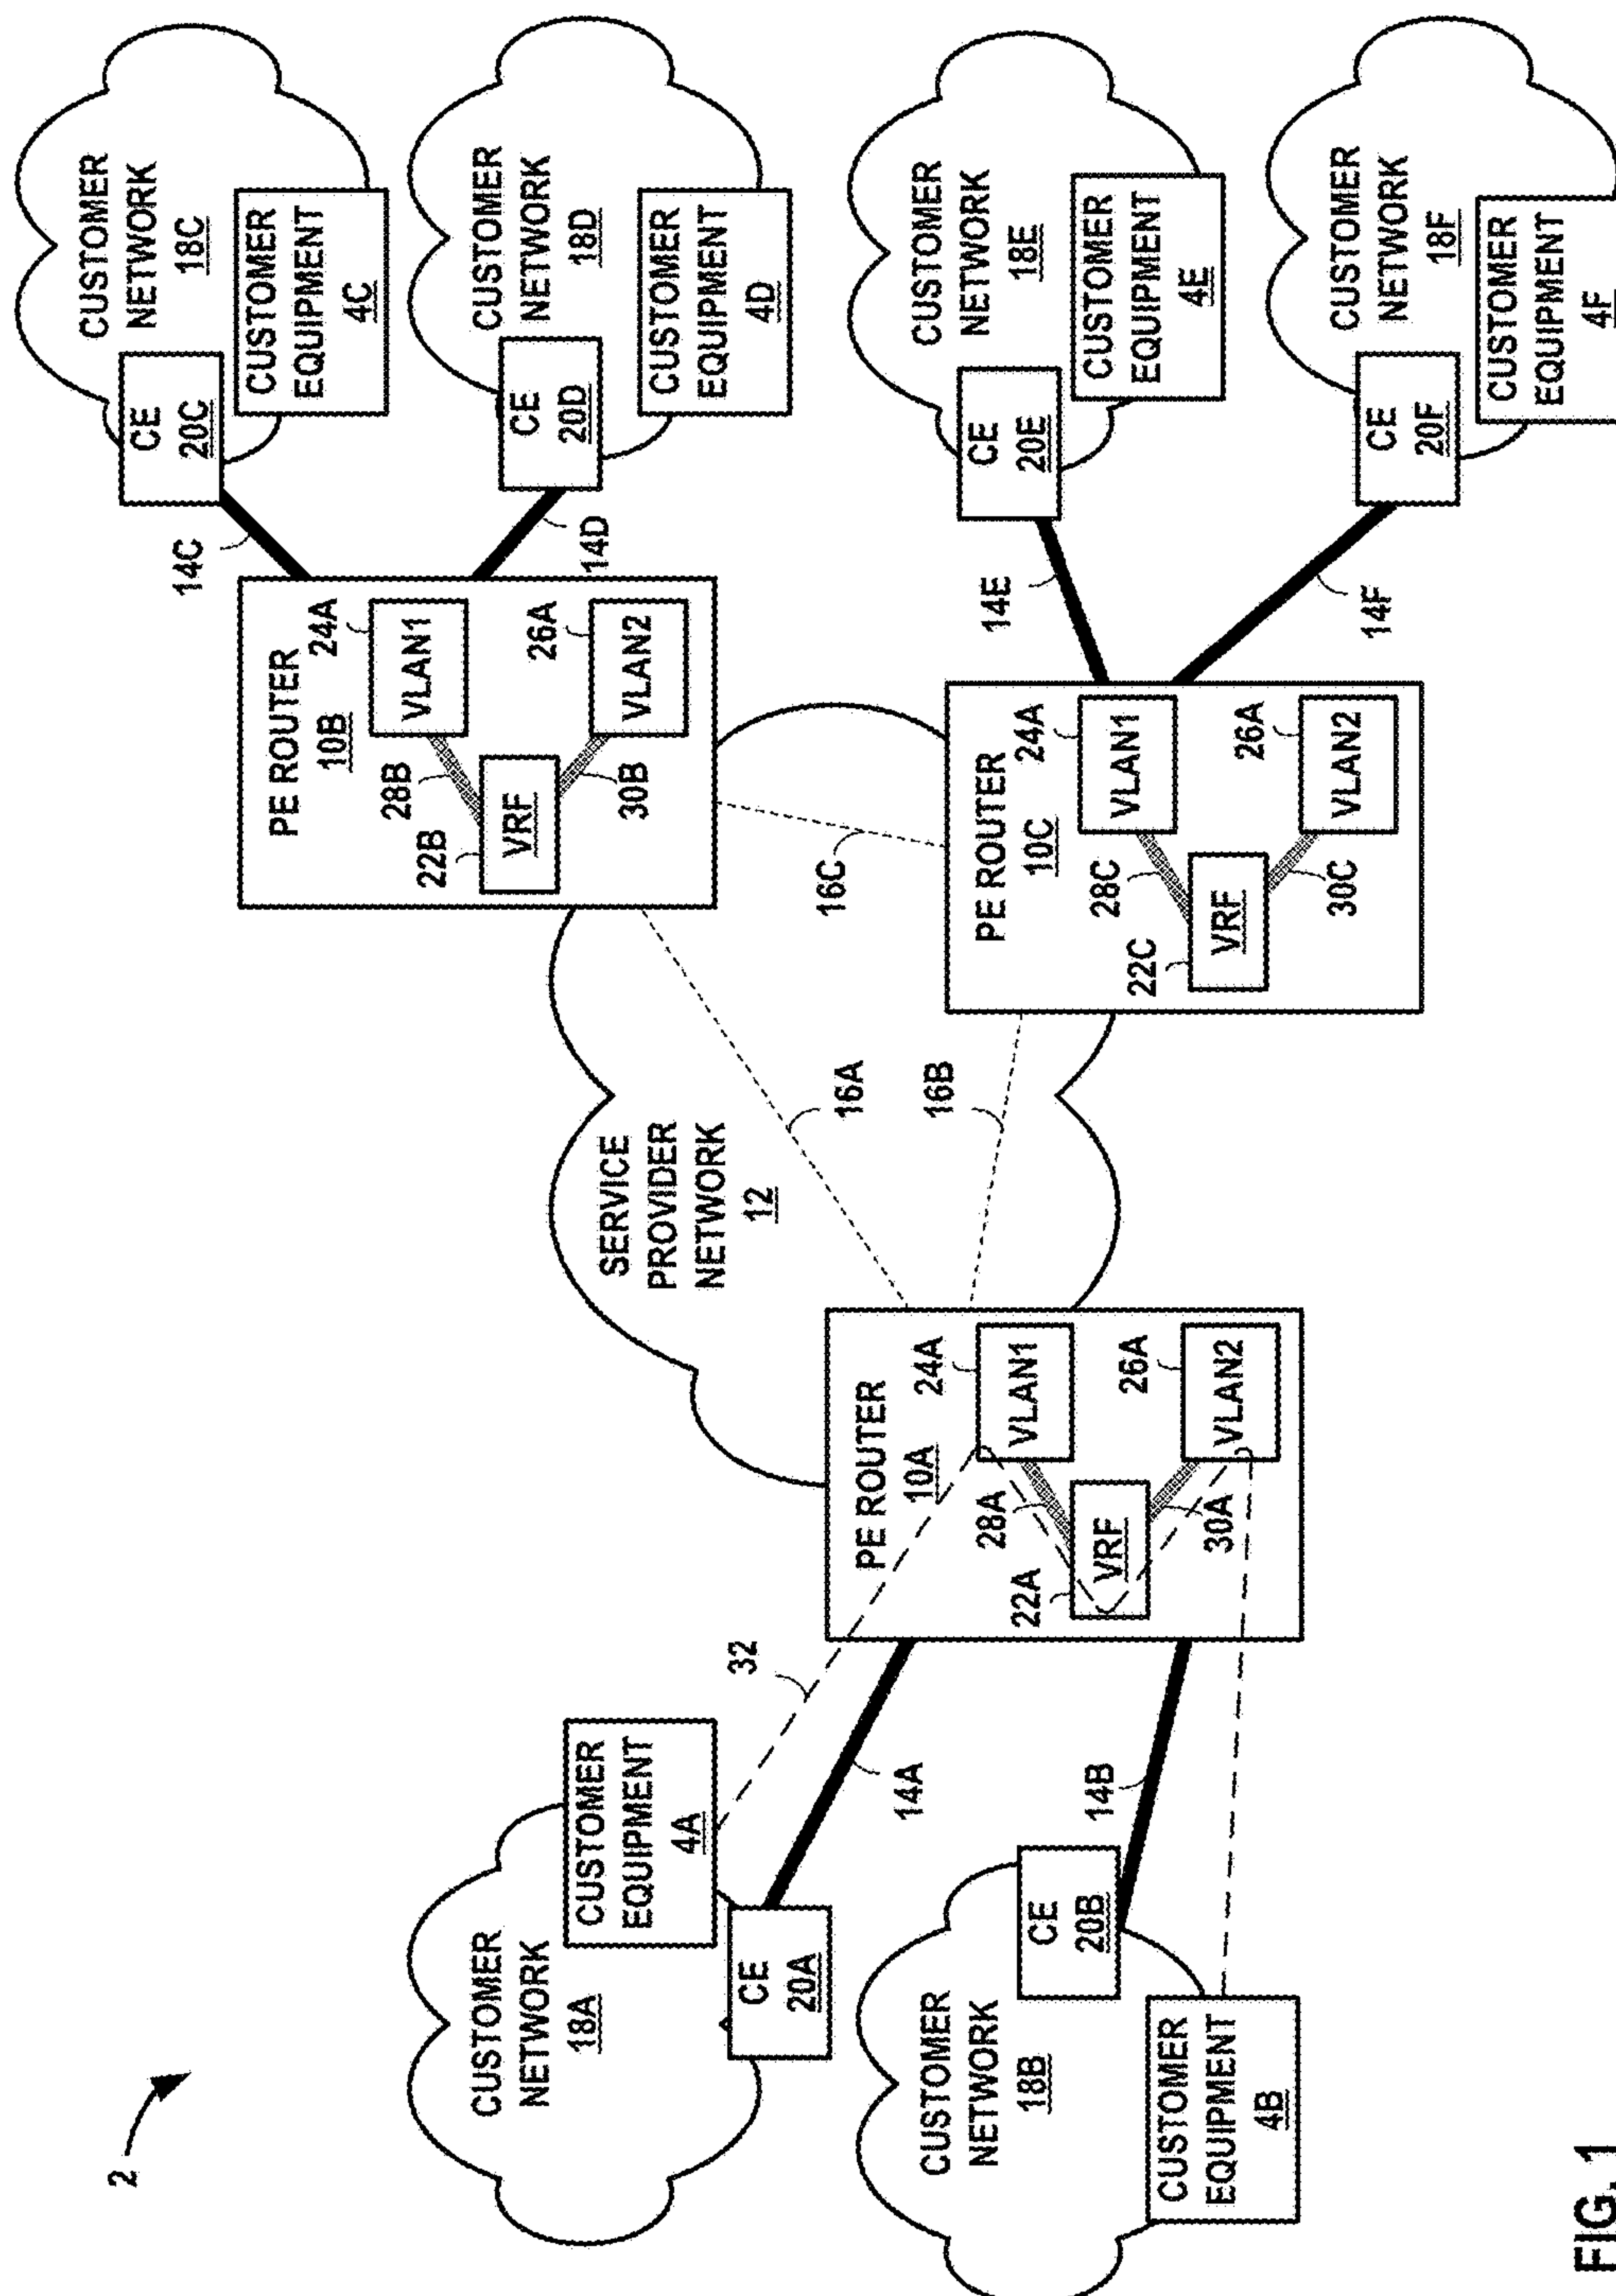 2
CUSTOMER
NETWORK
18A
CUSTOMER
EQUIPMENT
4A
CE
20A
CUSTOMER
NETWORK
18B
CE
20B
CUSTOMER
EQUIPMENT
4B
32
14A
14B
PE ROUTER
10A
24A
VLAN1
28A
22A
VRF
26A
VLAN2
30A
SERVICE
PROVIDER
NETWORK
12
16A
16B
16C
PE ROUTER
10B
24A
VLAN1
28B
22B
VRF
26A
VLAN2
30B
PE ROUTER
10C
24A
VLAN1
28C
22C
VRF
26A
VLAN2
30C
14C
14D
14E
14F
CUSTOMER
NETWORK
18C
CE
20C
CUSTOMER
EQUIPMENT
4C
CUSTOMER
NETWORK
18D
CE
20D
CUSTOMER
EQUIPMENT
4D
CUSTOMER
NETWORK
18E
CE
20E
CUSTOMER
EQUIPMENT
4E
CUSTOMER
NETWORK
18F
CE
20F
CUSTOMER
EQUIPMENT
4F
FIG. 1